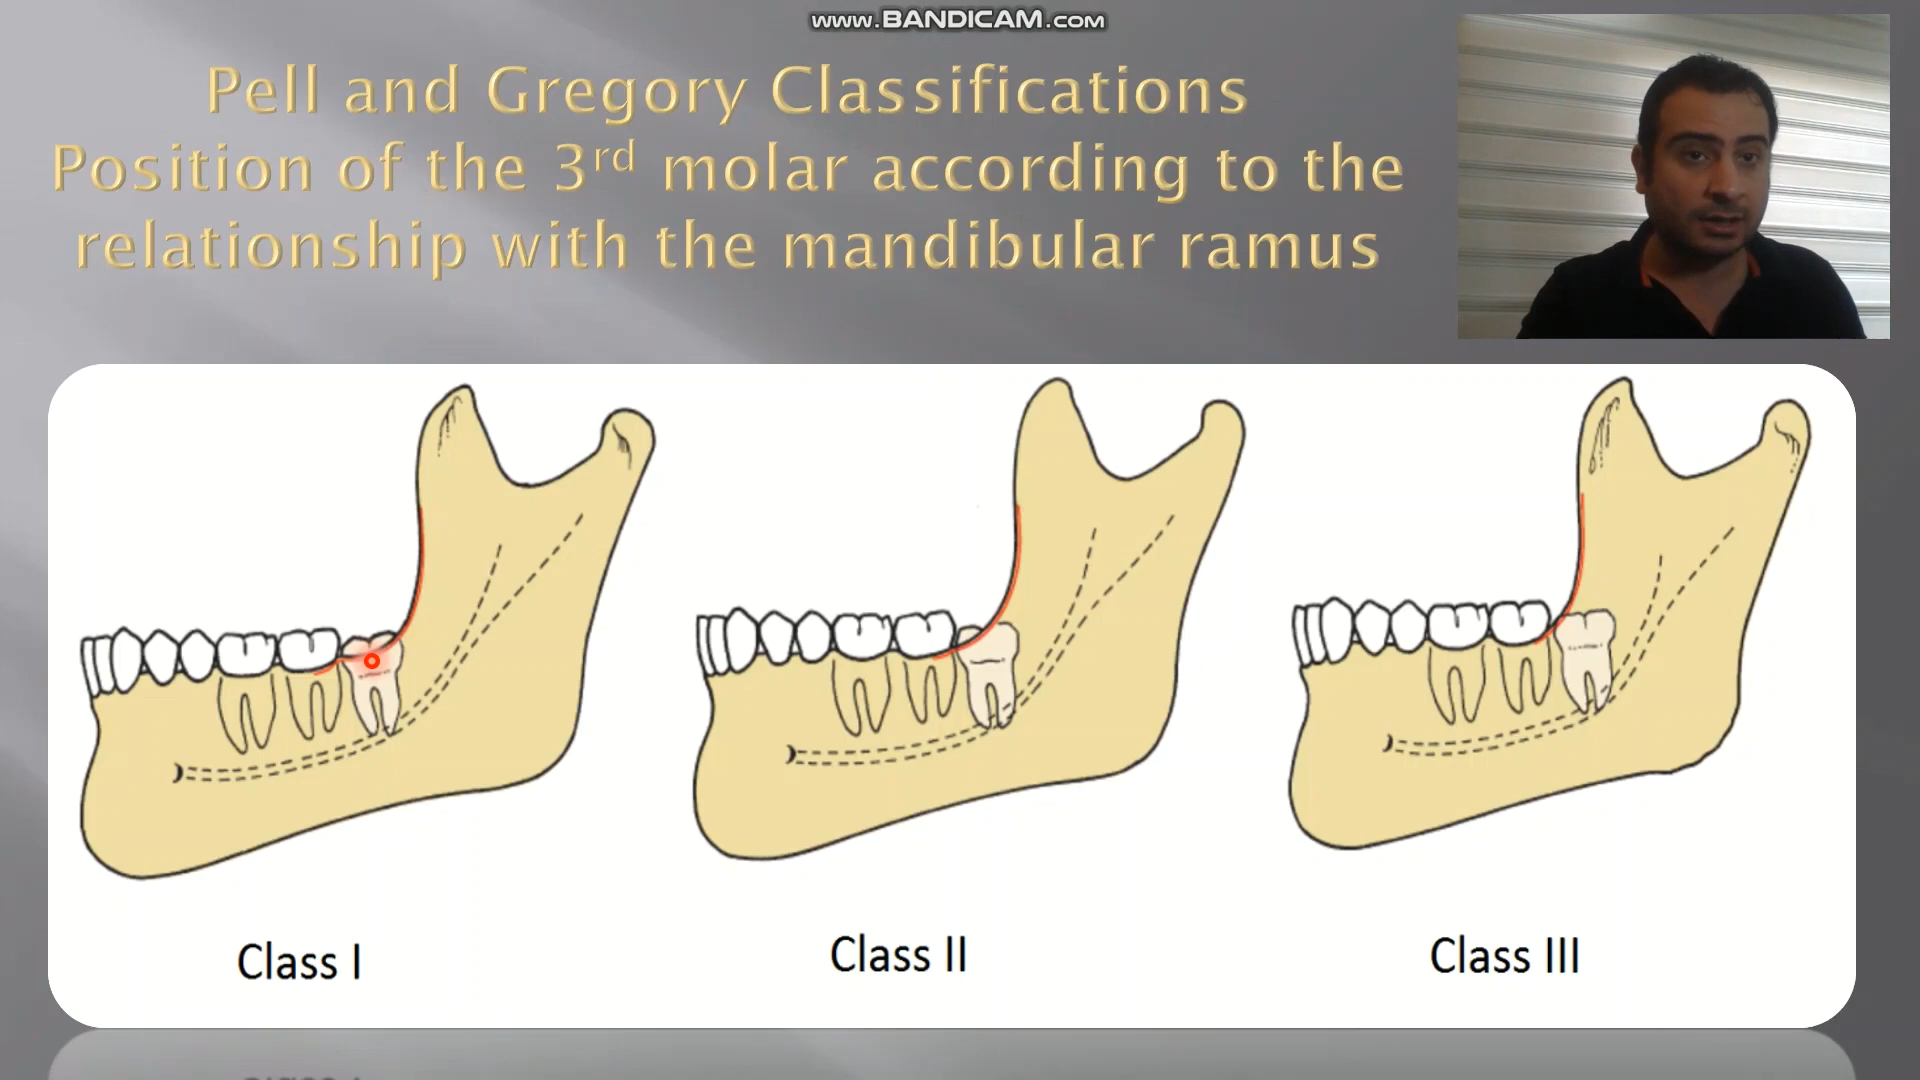 www.BANDICAM.com
Pell and Gregory Classifications
Position of the 3rd molar according to the
relationship with the mandibular ramus
Class I
Class II
Class III